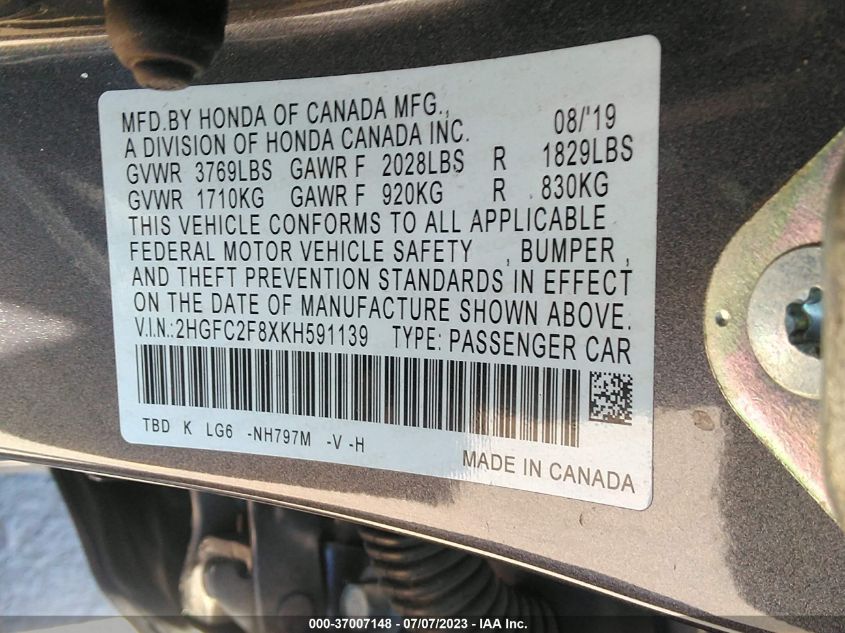 MFD.BY HONDA OF CANADA MFG., 08/'19
A DIVISION OF HONDA CANADA INC.
GVWR 3769LBS GAWR F 2028LBS R 1829LBS
GVWR 1710KG GAWR F 920KG R 830KG
THIS VEHICLE CONFORMS TO ALL APPLICABLE
FEDERAL MOTOR VEHICLE SAFETY , BUMPER ,
AND THEFT PREVENTION STANDARDS IN EFFECT
ON THE DATE OF MANUFACTURE SHOWN ABOVE.
V.I.N.:2HGFC2F8XKH591139 TYPE: PASSENGER CAR
TBD K LG6 -NH797M -V -H
MADE IN CANADA
000-37007148 - 07/07/2023 - IAA Inc.